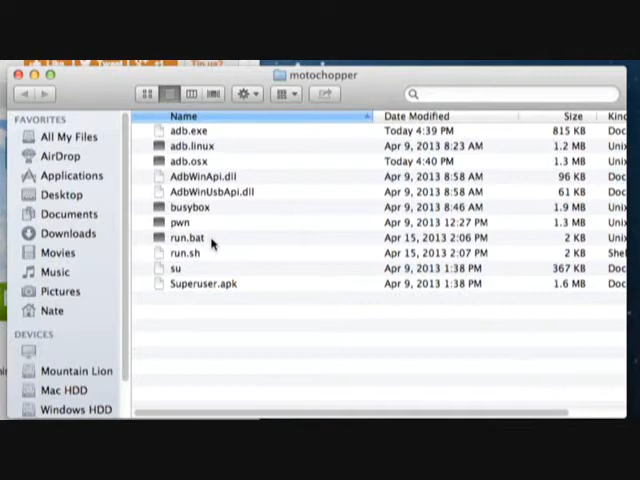 motochopper
FAVORITES
All My Files
AirDrop
Applications
Desktop
Documents
Downloads
Movies
Music
Pictures
Nate
DEVICES
Mountain Lion
Mac HDD
Windows HDD
Name Date Modified Size
adb.exe Today 4:39 PM 815 KB Doc
adb.linux Apr 9, 2013 8:23 AM 1.2 MB Unix
adb.osx Today 4:40 PM 1.3 MB Unix
AdbWinApi.dll Apr 9, 2013 8:58 AM 96 KB Doc
AdbWinUsbApi.dll Apr 9, 2013 8:58 AM 61 KB Doc
busybox Apr 9, 2013 8:46 AM 1.9 MB Unix
pwn Apr 9, 2013 12:27 PM 1.3 MB Unix
run.bat Apr 15, 2013 2:06 PM 2 KB Unix
run.sh Apr 15, 2013 2:07 PM 2 KB She
su Apr 9, 2013 1:38 PM 367 KB Doc
Superuser.apk Apr 9, 2013 1:38 PM 1.6 MB Doc